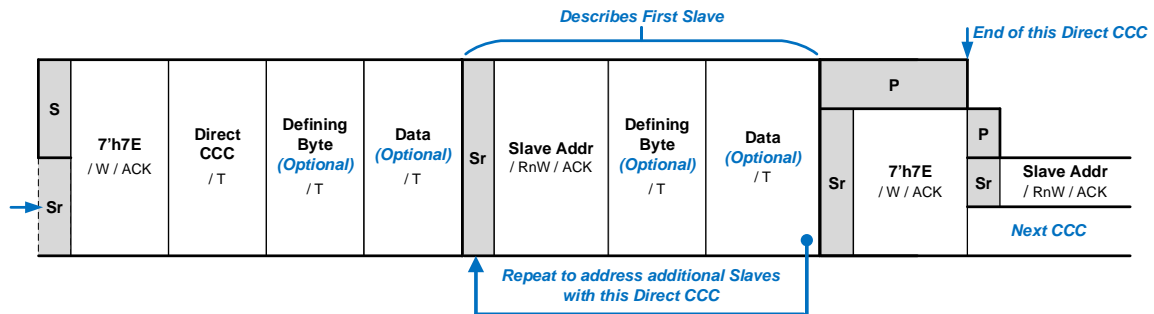 Describes First Slave
End of this Direct CCC
S
Sr
7'h7E
/ W / ACK
Direct
CCC
/ T
Defining
Byte
(Optional)
/ T
Data
(Optional)
/ T
Sr
Slave Addr
/ RnW / ACK
Defining
Byte
(Optional)
/ T
Data
(Optional)
/ T
P
Sr
7'h7E
/ W / ACK
P
Sr
Slave Addr
/ RnW / ACK
Next CCC
Repeat to address additional Slaves
with this Direct CCC